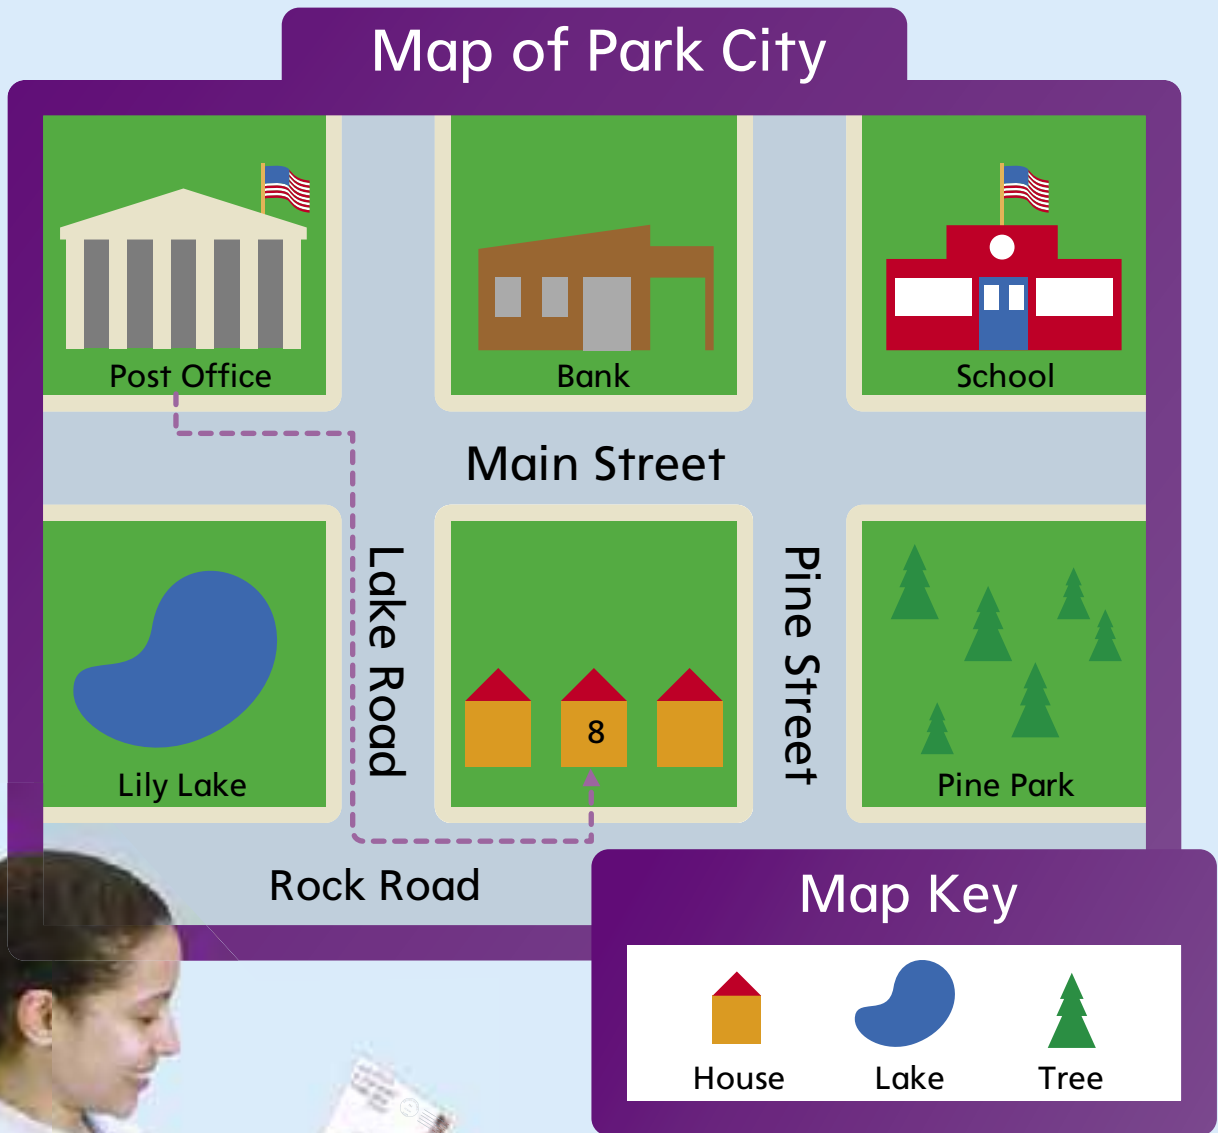 Map of Park City
Post Office
Bank
School
Main Street
Lake Road
Pine Street
8
Lily Lake
Pine Park
Rock Road
Map Key
House
Lake
Tree